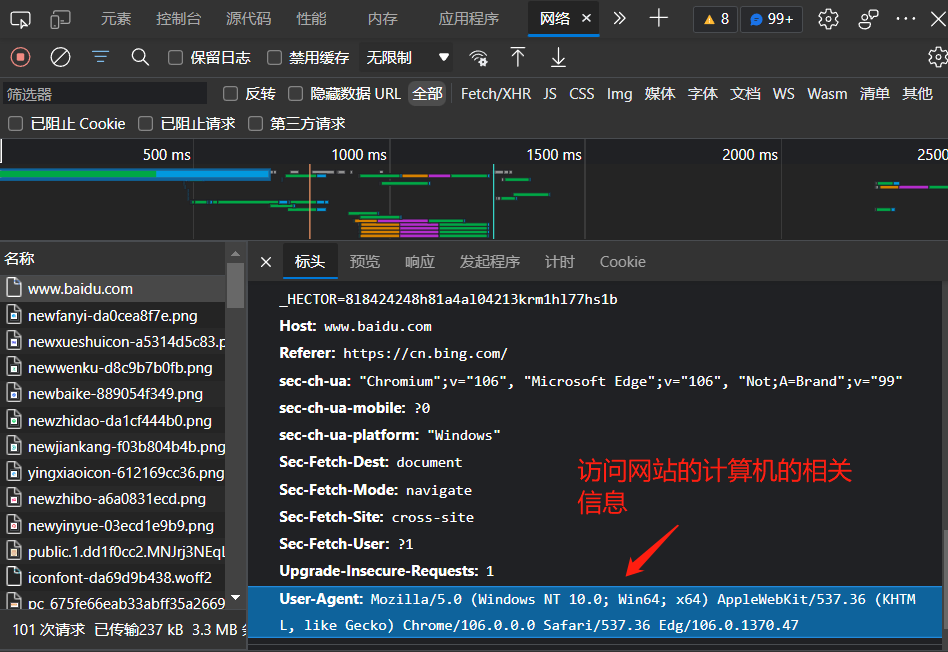 元素 控制台 源代码 性能 内存 应用程序 网络 8 99+
保留日志 禁用缓存 无限制
筛选器 反转 隐藏数据 URL 全部 Fetch/XHR JS CSS Img 媒体 字体 文档 WS Wasm 清单 其他
已阻止 Cookie 已阻止请求 第三方请求
500 ms 1000 ms 1500 ms 2000 ms 2500
名称
www.baidu.com
newfanyi-da0cea8f7e.png
newxueshuicon-a5314d5c83.p
newwenku-d8c9b7b0fb.png
newbaike-889054f349.png
newzhidao-da1cf444b0.png
newjiankang-f03b804b4b.png
yingxiaoicon-612169cc36.png
newzhibo-a6a0831ecd.png
newyinyue-03ecd1e9b9.png
public.1.dd1f0cc2.MNJrj3NEqL
iconfont-da69d9b438.woff2
pc_675fe66eab33abff35a2669
101 次请求 已传输237 kB 3.3 MB 条
标头 预览 响应 发起程序 计时 Cookie
_HECTOR=8l8424248h81a4al04213krm1hl77hs1b
Host: www.baidu.com
Referer: https://cn.bing.com/
sec-ch-ua: "Chromium";v="106", "Microsoft Edge";v="106", "Not;A=Brand";v="99"
sec-ch-ua-mobile: ?0
sec-ch-ua-platform: "Windows"
Sec-Fetch-Dest: document
Sec-Fetch-Mode: navigate
Sec-Fetch-Site: cross-site
Sec-Fetch-User: ?1
Upgrade-Insecure-Requests: 1
User-Agent: Mozilla/5.0 (Windows NT 10.0; Win64; x64) AppleWebKit/537.36 (KHTM
L, like Gecko) Chrome/106.0.0.0 Safari/537.36 Edg/106.0.1370.47
访问网站的计算机的相关
信息